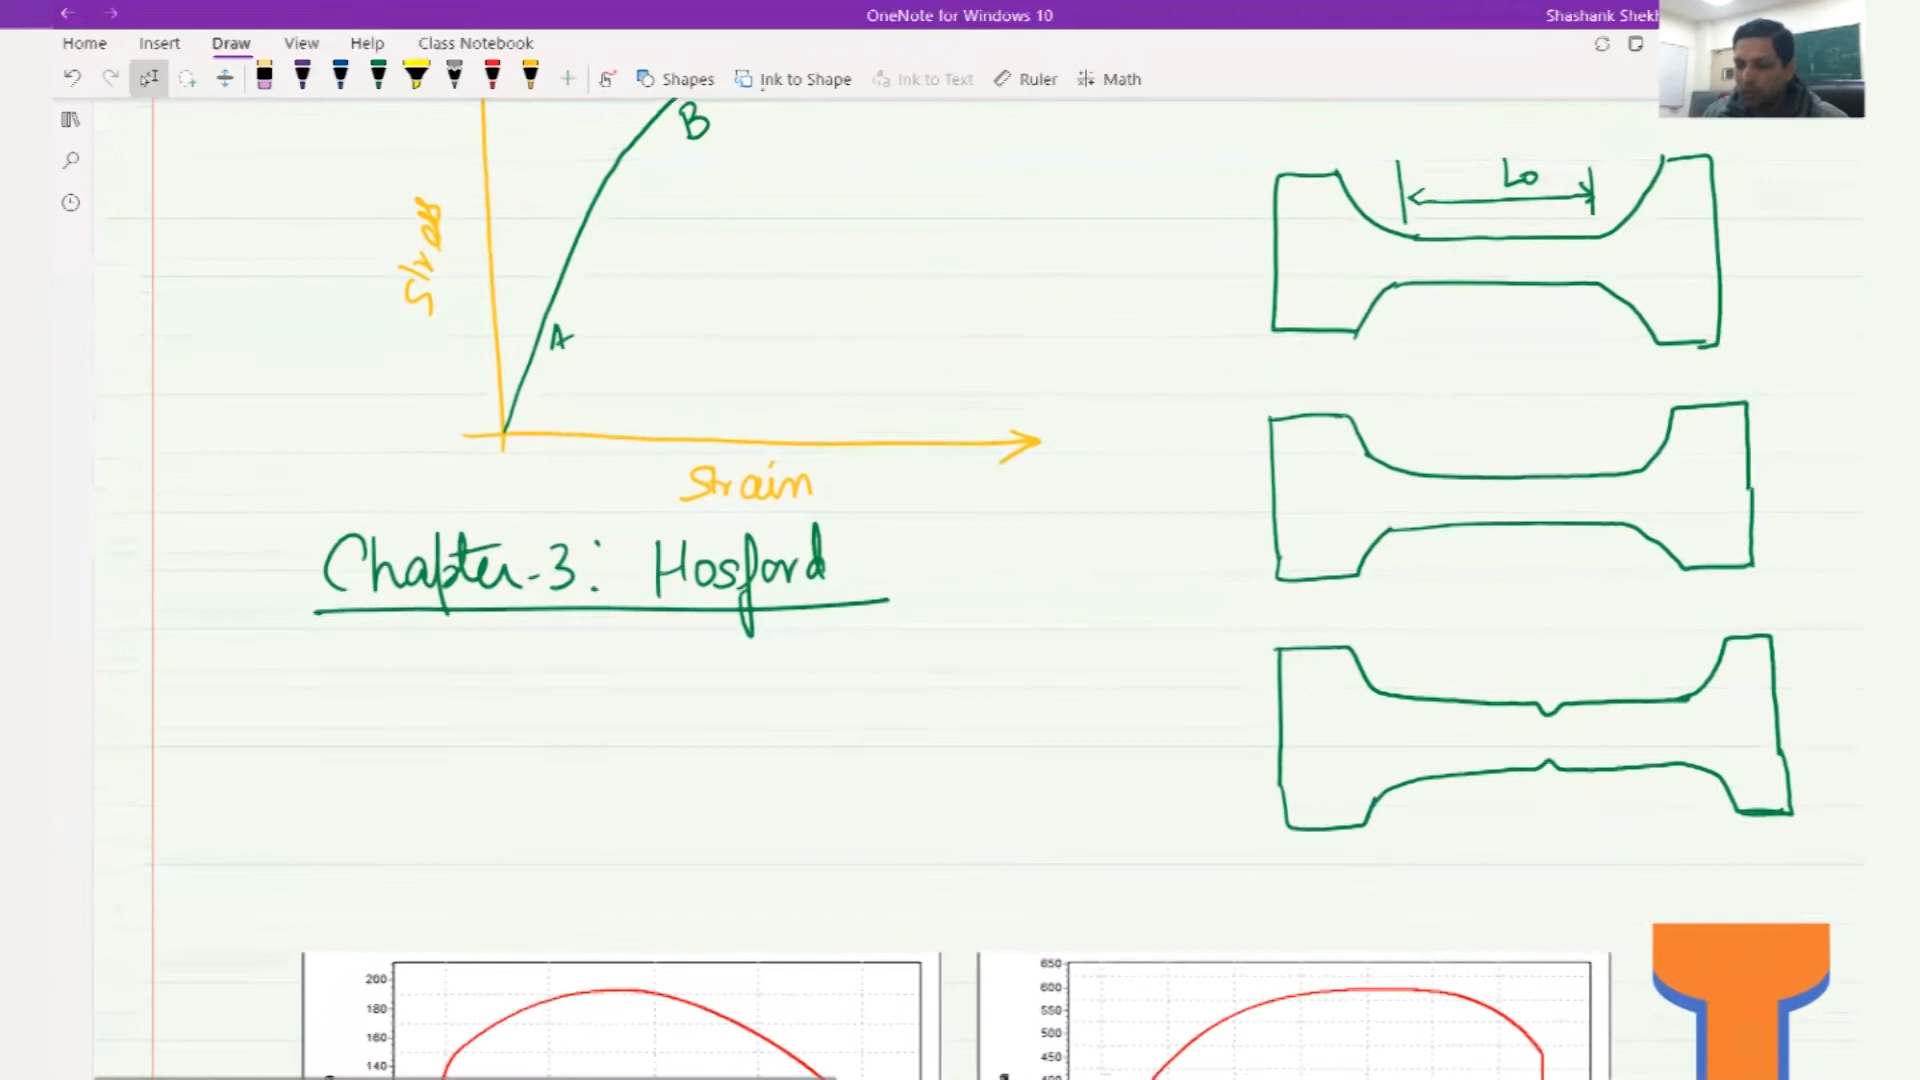 OneNote for Windows 10
Shashank Shekh
Home Insert Draw View Help Class Notebook
Shapes Ink to Shape Ink to Text Ruler Math
B
A
Stress
Strain
Lo
Chapter-3: Hosford
200
180
160
140
650
600
550
500
450
400